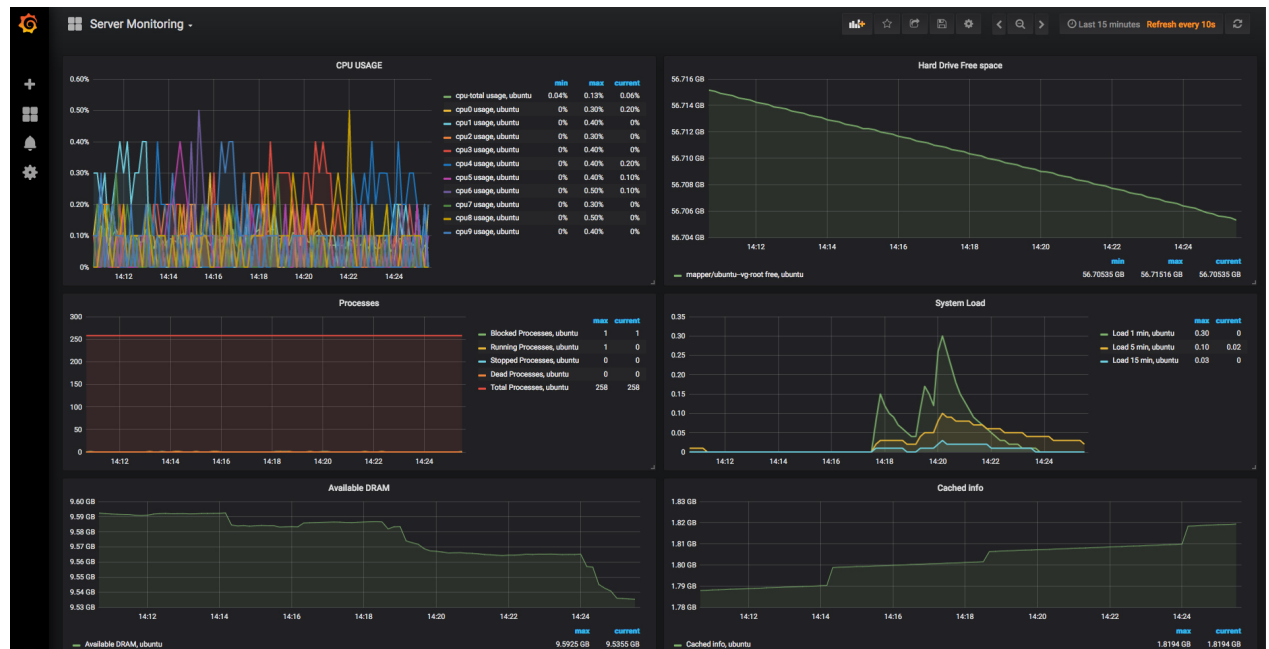 Server Monitoring
Last 15 minutes Refresh every 10s
CPU USAGE
0.60%
0.50%
0.40%
0.30%
0.20%
0.10%
0%
14:12 14:14 14:16 14:18 14:20 14:22 14:24
min max current
cpu-total usage, ubuntu 0.04% 0.13% 0.06%
cpu0 usage, ubuntu 0% 0.30% 0.20%
cpu1 usage, ubuntu 0% 0.40% 0%
cpu2 usage, ubuntu 0% 0.30% 0%
cpu3 usage, ubuntu 0% 0.40% 0%
cpu4 usage, ubuntu 0% 0.40% 0.20%
cpu5 usage, ubuntu 0% 0.40% 0.10%
cpu6 usage, ubuntu 0% 0.50% 0.10%
cpu7 usage, ubuntu 0% 0.30% 0%
cpu8 usage, ubuntu 0% 0.50% 0%
cpu9 usage, ubuntu 0% 0.40% 0%
Hard Drive Free space
56.716 GB
56.714 GB
56.712 GB
56.710 GB
56.708 GB
56.706 GB
56.704 GB
14:12 14:14 14:16 14:18 14:20 14:22 14:24
min max current
mapper/ubuntu-vg-root free, ubuntu 56.70535 GB 56.71516 GB 56.70535 GB
Processes
300
250
200
150
100
50
0
14:12 14:14 14:16 14:18 14:20 14:22 14:24
max current
Blocked Processes, ubuntu 1 1
Running Processes, ubuntu 1 0
Stopped Processes, ubuntu 0 0
Dead Processes, ubuntu 0 0
Total Processes, ubuntu 258 258
System Load
0.35
0.30
0.25
0.20
0.15
0.10
0.05
0
14:12 14:14 14:16 14:18 14:20 14:22 14:24
max current
Load 1 min, ubuntu 0.30 0
Load 5 min, ubuntu 0.10 0.02
Load 15 min, ubuntu 0.03 0
Available DRAM
9.60 GB
9.59 GB
9.58 GB
9.57 GB
9.56 GB
9.55 GB
9.54 GB
9.53 GB
14:12 14:14 14:16 14:18 14:20 14:22 14:24
max current
Available DRAM, ubuntu 9.5925 GB 9.5355 GB
Cached info
1.83 GB
1.82 GB
1.81 GB
1.80 GB
1.79 GB
1.78 GB
14:12 14:14 14:16 14:18 14:20 14:22 14:24
max current
Cached info, ubuntu 1.8194 GB 1.8194 GB